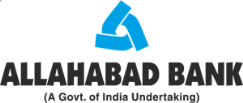 ALLAHABAD BANK
(A Govt. of India Undertaking)